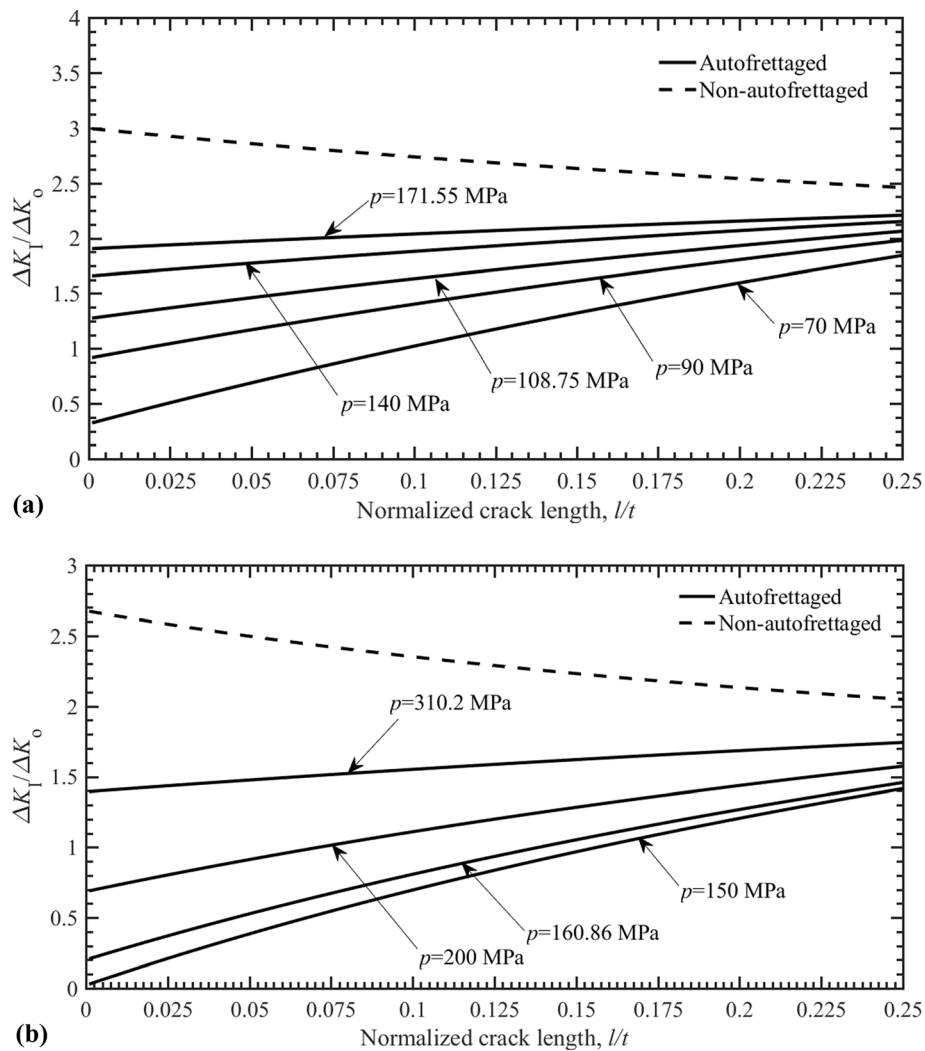 4
3.5
3
2.5
2
1.5
1
0.5
0
ΔK_I/ΔK_o
Autofrettaged
Non-autofrettaged
p=171.55 MPa
p=70 MPa
p=90 MPa
p=108.75 MPa
p=140 MPa
0 0.025 0.05 0.075 0.1 0.125 0.15 0.175 0.2 0.225 0.25
(a)
Normalized crack length, l/t
3
2.5
2
1.5
1
0.5
0
ΔK_I/ΔK_o
Autofrettaged
Non-autofrettaged
p=310.2 MPa
p=150 MPa
p=160.86 MPa
p=200 MPa
0 0.025 0.05 0.075 0.1 0.125 0.15 0.175 0.2 0.225 0.25
(b)
Normalized crack length, l/t